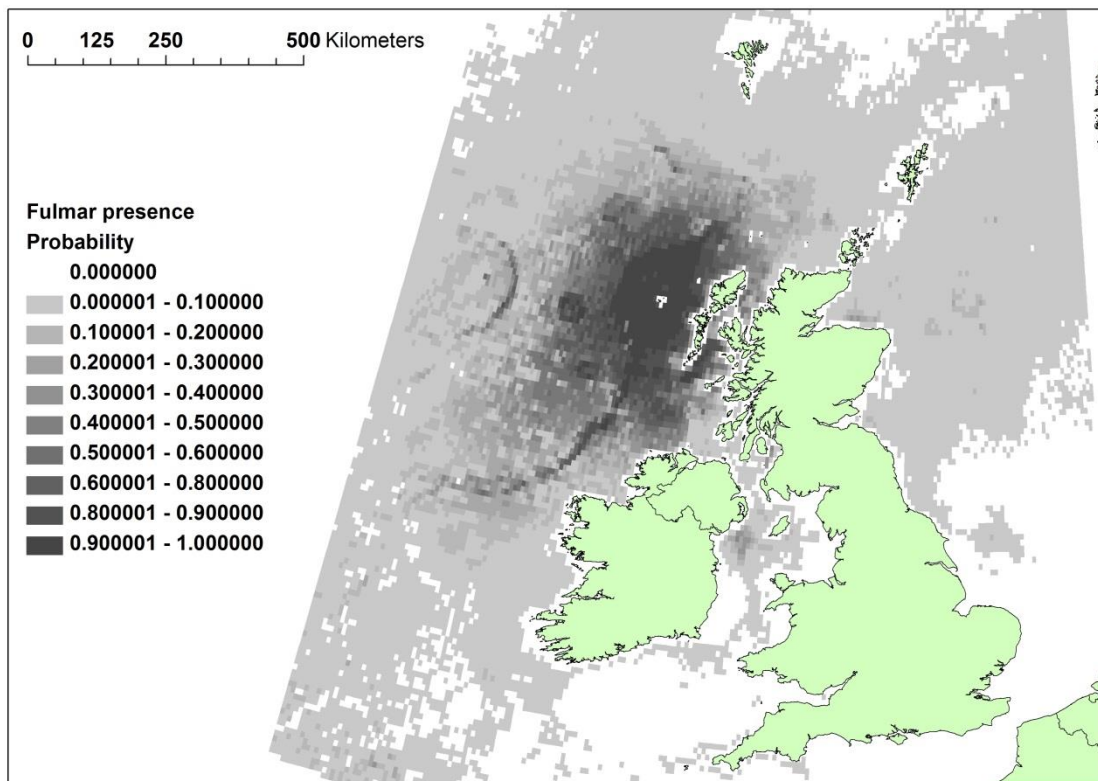 0 125 250 500 Kilometers
Fulmar presence
Probability
0.000000
0.000001 - 0.100000
0.100001 - 0.200000
0.200001 - 0.300000
0.300001 - 0.400000
0.400001 - 0.500000
0.500001 - 0.600000
0.600001 - 0.800000
0.800001 - 0.900000
0.900001 - 1.000000